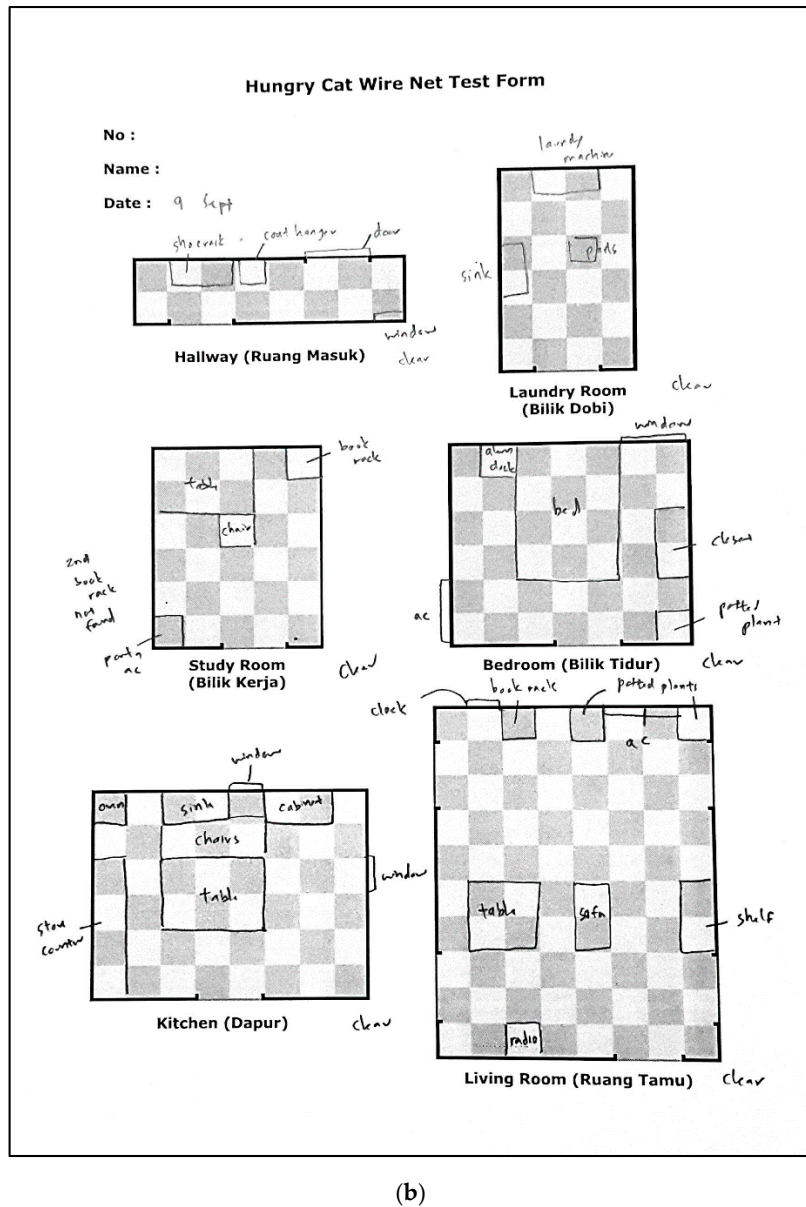 Hungry Cat Wire Net Test Form
No :
Name :
Date : 9 Sept
laundry
machine
shoerack
coat hanger
door
sink
pads
window
Hallway (Ruang Masuk)
clear
Laundry Room
(Bilik Dobi)
clear
book
rack
table
chair
2nd
book
rack
not
found
ac
Study Room
(Bilik Kerja)
clear
window
alarm
clock
bed
closet
ac
potted
plant
Bedroom (Bilik Tidur)
clear
window
sink
cabinet
chairs
table
window
counter
Kitchen (Dapur)
clear
clock
book rack
potted plants
ac
table
sofa
shelf
radio
Living Room (Ruang Tamu)
clear
(b)